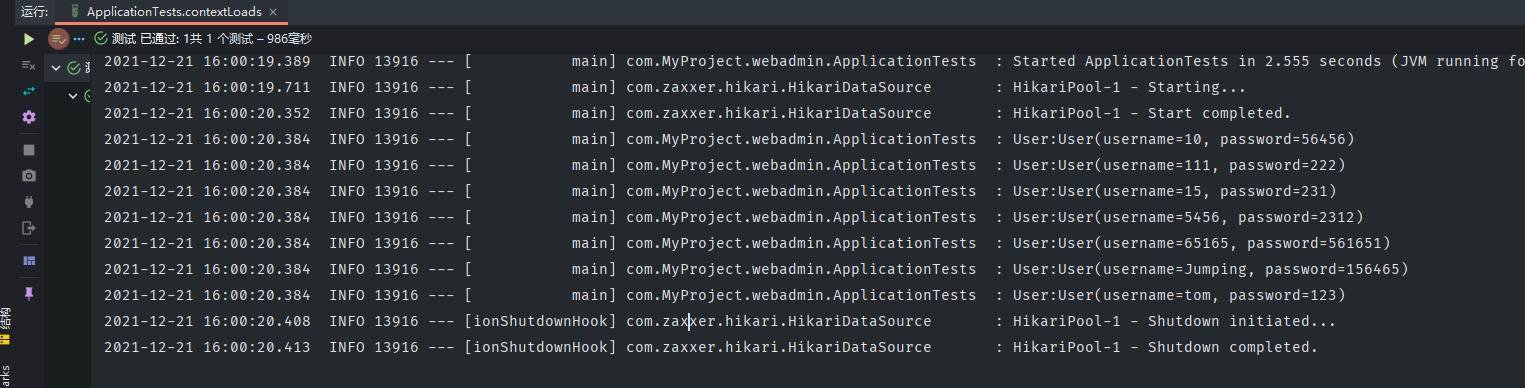 运行:
ApplicationTests.contextLoads
测试 已通过: 1共 1 个测试 – 986毫秒
2021-12-21 16:00:19.389  INFO 13916 --- [           main] com.MyProject.webadmin.ApplicationTests  : Started ApplicationTests in 2.555 seconds (JVM running fo
2021-12-21 16:00:19.711  INFO 13916 --- [           main] com.zaxxer.hikari.HikariDataSource       : HikariPool-1 - Starting...
2021-12-21 16:00:20.352  INFO 13916 --- [           main] com.zaxxer.hikari.HikariDataSource       : HikariPool-1 - Start completed.
2021-12-21 16:00:20.384  INFO 13916 --- [           main] com.MyProject.webadmin.ApplicationTests  : User:User(username=10, password=56456)
2021-12-21 16:00:20.384  INFO 13916 --- [           main] com.MyProject.webadmin.ApplicationTests  : User:User(username=111, password=222)
2021-12-21 16:00:20.384  INFO 13916 --- [           main] com.MyProject.webadmin.ApplicationTests  : User:User(username=15, password=231)
2021-12-21 16:00:20.384  INFO 13916 --- [           main] com.MyProject.webadmin.ApplicationTests  : User:User(username=5456, password=2312)
2021-12-21 16:00:20.384  INFO 13916 --- [           main] com.MyProject.webadmin.ApplicationTests  : User:User(username=65165, password=561651)
2021-12-21 16:00:20.384  INFO 13916 --- [           main] com.MyProject.webadmin.ApplicationTests  : User:User(username=Jumping, password=156465)
2021-12-21 16:00:20.384  INFO 13916 --- [           main] com.MyProject.webadmin.ApplicationTests  : User:User(username=tom, password=123)
2021-12-21 16:00:20.408  INFO 13916 --- [ionShutdownHook] com.zaxxer.hikari.HikariDataSource       : HikariPool-1 - Shutdown initiated...
2021-12-21 16:00:20.413  INFO 13916 --- [ionShutdownHook] com.zaxxer.hikari.HikariDataSource       : HikariPool-1 - Shutdown completed.
结构
arks